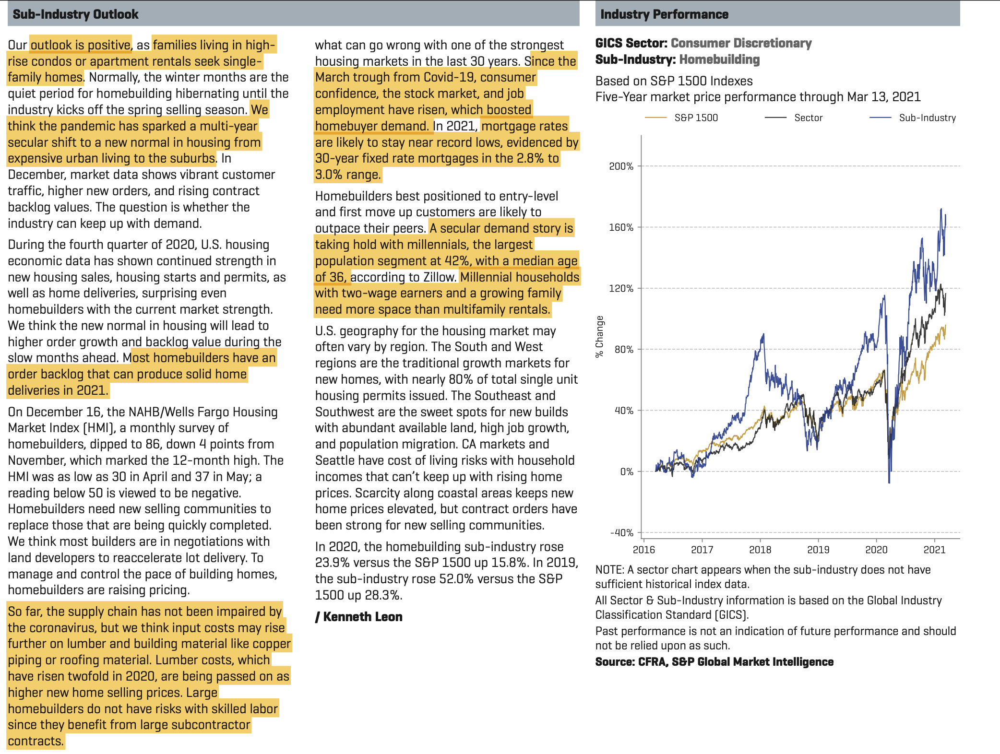 Sub-Industry Outlook
Our outlook is positive, as families living in high-
rise condos or apartment rentals seek single-
family homes. Normally, the winter months are the
quiet period for homebuilding hibernating until the
industry kicks off the spring selling season. We
think the pandemic has sparked a multi-year
secular shift to a new normal in housing from
expensive urban living to the suburbs. In
December, market data shows vibrant customer
traffic, higher new orders, and rising contract
backlog values. The question is whether the
industry can keep up with demand.
During the fourth quarter of 2020, U.S. housing
economic data has shown continued strength in
new housing sales, housing starts and permits, as
well as home deliveries, surprising even
homebuilders with the current market strength.
We think the new normal in housing will lead to
higher order growth and backlog value during the
slow months ahead. Most homebuilders have an
order backlog that can produce solid home
deliveries in 2021.
On December 16, the NAHB/Wells Fargo Housing
Market Index (HMI), a monthly survey of
homebuilders, dipped to 86, down 4 points from
November, which marked the 12-month high. The
HMI was as low as 30 in April and 37 in May; a
reading below 50 is viewed to be negative.
Homebuilders need new selling communities to
replace those that are being quickly completed.
We think most builders are in negotiations with
land developers to reaccelerate lot delivery. To
manage and control the pace of building homes,
homebuilders are raising pricing.
So far, the supply chain has not been impaired by
the coronavirus, but we think input costs may rise
further on lumber and building material like copper
piping or roofing material. Lumber costs, which
have risen twofold in 2020, are being passed on as
higher new home selling prices. Large
homebuilders do not have risks with skilled labor
since they benefit from large subcontractor
contracts.
what can go wrong with one of the strongest
housing markets in the last 30 years. Since the
March trough from Covid-19, consumer
confidence, the stock market, and job
employment have risen, which boosted
homebuyer demand. In 2021, mortgage rates
are likely to stay near record lows, evidenced by
30-year fixed rate mortgages in the 2.8% to
3.0% range.
Homebuilders best positioned to entry-level
and first move up customers are likely to
outpace their peers. A secular demand story is
taking hold with millennials, the largest
population segment at 42%, with a median age
of 36, according to Zillow. Millennial households
with two-wage earners and a growing family
need more space than multifamily rentals.
U.S. geography for the housing market may
often vary by region. The South and West
regions are the traditional growth markets for
new homes, with nearly 80% of total single unit
housing permits issued. The Southeast and
Southwest are the sweet spots for new builds
with abundant available land, high job growth,
and population migration. CA markets and
Seattle have cost of living risks with household
incomes that can't keep up with rising home
prices. Scarcity along coastal areas keeps new
home prices elevated, but contract orders have
been strong for new selling communities.
In 2020, the homebuilding sub-industry rose
23.9% versus the S&P 1500 up 15.8%. In 2019,
the sub-industry rose 52.0% versus the S&P
1500 up 28.3%.
/ Kenneth Leon
Industry Performance
GICS Sector: Consumer Discretionary
Sub-Industry: Homebuilding
Based on S&P 1500 Indexes
Five-Year market price performance through Mar 13, 2021
S&P 1500 Sector Sub-Industry
% Change
200%
160%
120%
80%
40%
0%
-40%
2016 2017 2018 2019 2020 2021
NOTE: A sector chart appears when the sub-industry does not have
sufficient historical index data.
All Sector & Sub-Industry information is based on the Global Industry
Classification Standard (GICS).
Past performance is not an indication of future performance and should
not be relied upon as such.
Source: CFRA, S&P Global Market Intelligence